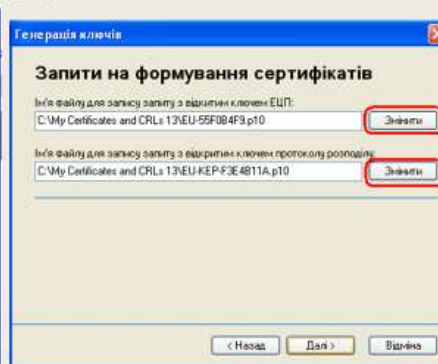 Генерація ключів
Запити на формування сертифікатів
Ім'я файлу для запису запиту з відкитим ключем ЕЦП:
C:\My Certificates and CRLs 13\EU-55F0B4F9.p10
Змінити
Ім'я файлу для запису запиту з відкритим ключем протоколу розподілу:
C:\My Certificates and CRLs 13\EU-KEP-F3E4B11A.p10
Змінити
< Назад
Далі >
Відміна